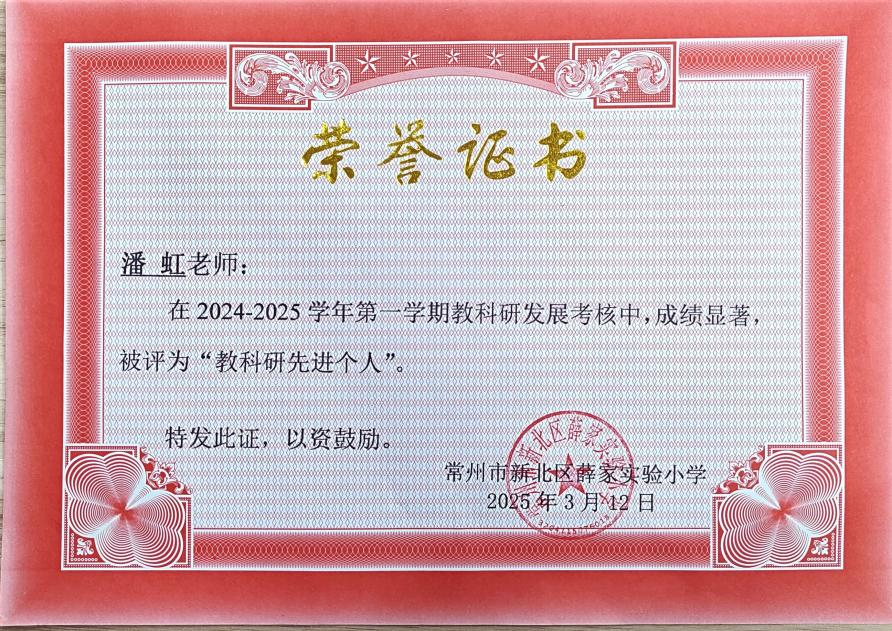 荣誉证书
潘 虹老师：
在 2024-2025 学年第一学期教科研发展考核中，成绩显著，
被评为“教科研先进个人”。
特发此证，以资鼓励。
常州市新北区薛家实验小学
2025 年 3 月 12 日